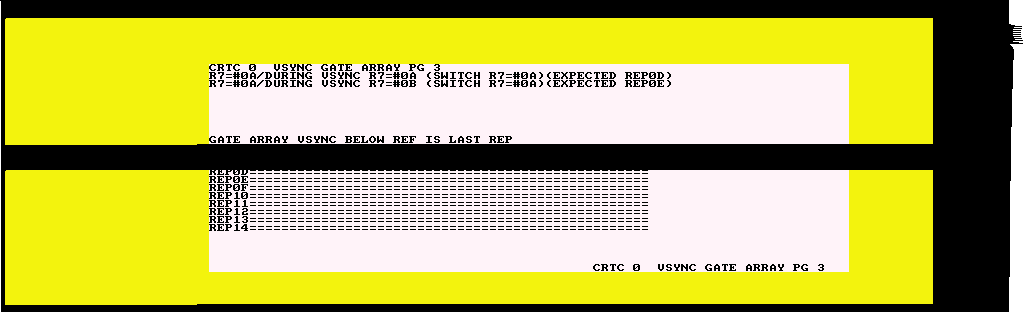 CRTC 0  VSYNC GATE ARRAY PG 3
R7=#0A/DURING VSYNC R7=#0A (SWITCH R7=#0A)(EXPECTED REP0D)
R7=#0A/DURING VSYNC R7=#0B (SWITCH R7=#0A)(EXPECTED REP0E)
GATE ARRAY VSYNC BELOW REF IS LAST REP
REP0D==================================================
REP0E==================================================
REP0F==================================================
REP10==================================================
REP11==================================================
REP12==================================================
REP13==================================================
REP14==================================================
CRTC 0  VSYNC GATE ARRAY PG 3